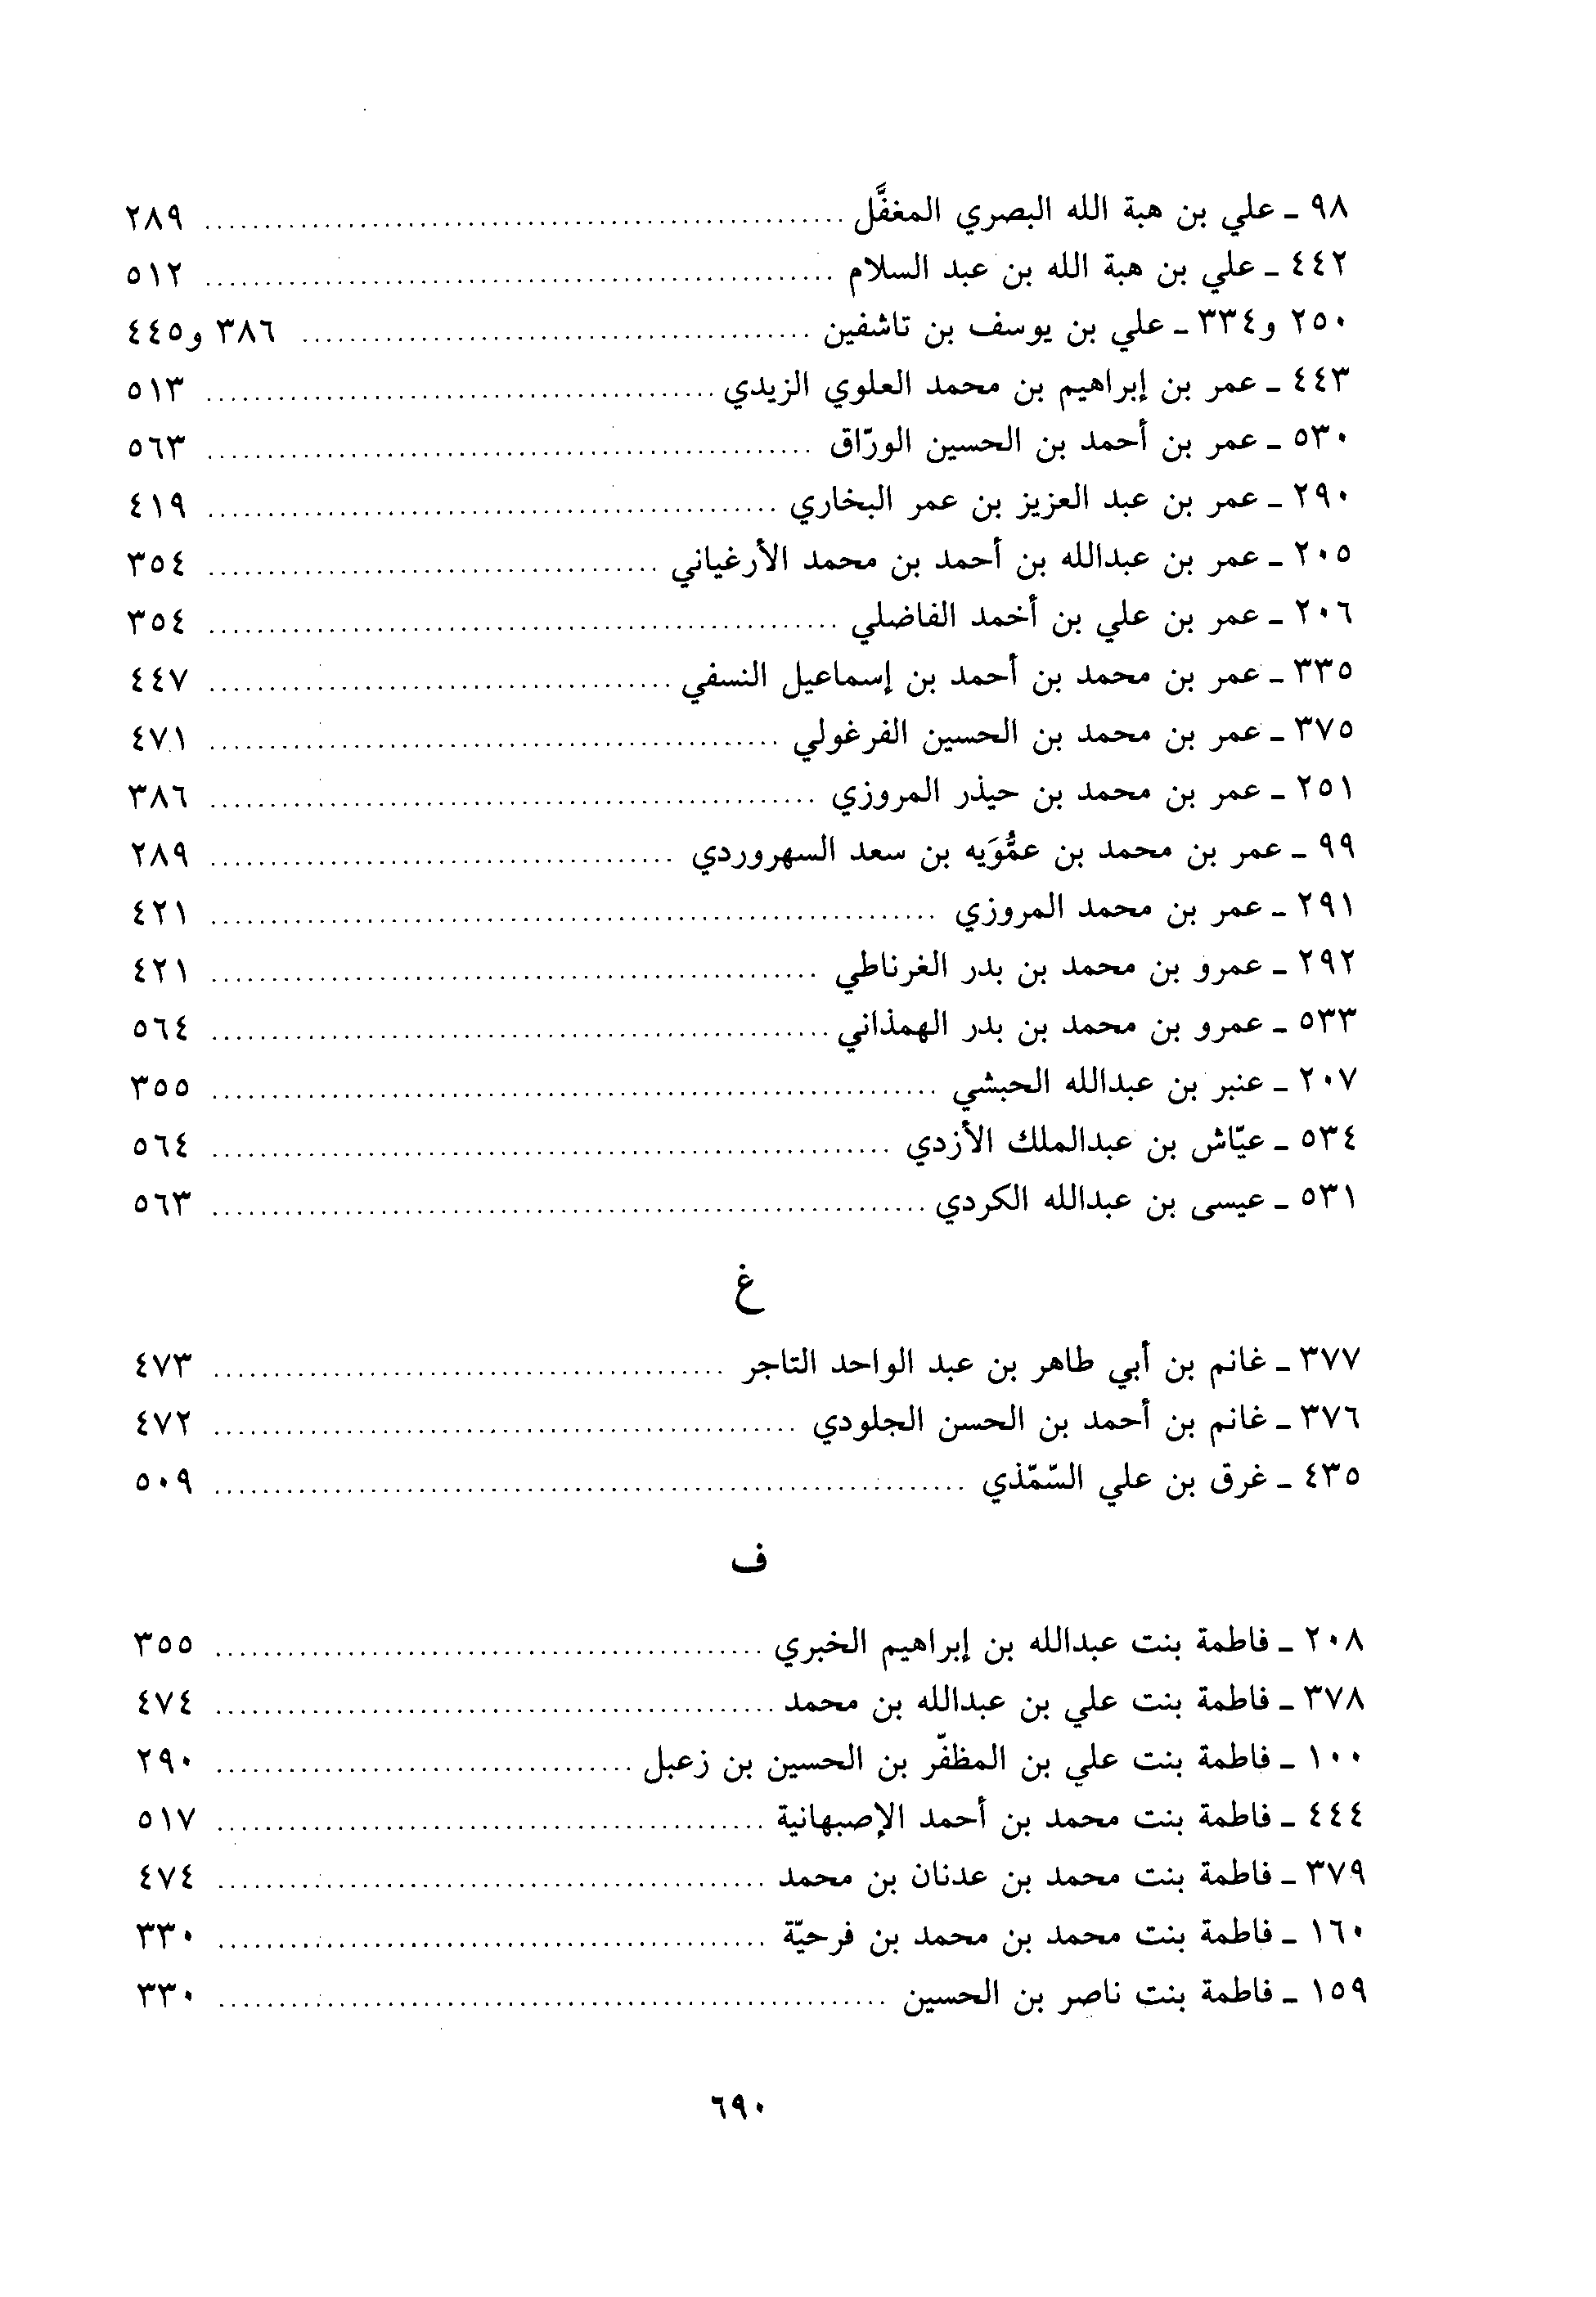 ٩٨ ـ علي بن هبة الله البصري المغفَّل ........ ٢٨٩
٤٤٢ ـ علي بن هبة الله بن عبد السلام ........ ٥١٢
٢٥٠ و٣٣٤ ـ علي بن يوسف بن تاشفين ........ ٣٨٦ و٤٤٥
٤٤٣ ـ عمر بن إبراهيم بن محمد العلوي الزيدي ........ ٥١٣
٥٣٠ ـ عمر بن أحمد بن الحسين الورّاق ........ ٥٦٣
٢٩٠ ـ عمر بن عبد العزيز بن عمر البخاري ........ ٤١٩
٢٠٥ ـ عمر بن عبدالله بن أحمد بن محمد الأرغياني ........ ٣٥٤
٢٠٦ ـ عمر بن علي بن أخمد الفاضلي ........ ٣٥٤
٣٣٥ ـ عمر بن محمد بن أحمد بن إسماعيل النسفي ........ ٤٤٧
٣٧٥ ـ عمر بن محمد بن الحسين الفرغولي ........ ٤٧١
٢٥١ ـ عمر بن محمد بن حيذر المروزي ........ ٣٨٦
٩٩ ـ عمر بن محمد بن عمُّوَيه بن سعد السهروردي ........ ٢٨٩
٢٩١ ـ عمر بن محمد المروزي ........ ٤٢١
٢٩٢ ـ عمرو بن محمد بن بدر الغرناطي ........ ٤٢١
٥٣٣ ـ عمرو بن محمد بن بدر الهمذاني ........ ٥٦٤
٢٠٧ ـ عنبر بن عبدالله الحبشي ........ ٣٥٥
٥٣٤ ـ عيّاش بن عبدالملك الأزدي ........ ٥٦٤
٥٣١ ـ عيسى بن عبدالله الكردي ........ ٥٦٣
غ
٣٧٧ ـ غانم بن أبي طاهر بن عبد الواحد التاجر ........ ٤٧٣
٣٧٦ ـ غانم بن أحمد بن الحسن الجلودي ........ ٤٧٢
٤٣٥ ـ غرق بن علي السّمّذي ........ ٥٠٩
ف
٢٠٨ ـ فاطمة بنت عبدالله بن إبراهيم الخبري ........ ٣٥٥
٣٧٨ ـ فاطمة بنت علي بن عبدالله بن محمد ........ ٤٧٤
١٠٠ ـ فاطمة بنت علي بن المظفّر بن الحسين بن زعبل ........ ٢٩٠
٤٤٤ ـ فاطمة بنت محمد بن أحمد الإصبهانية ........ ٥١٧
٣٧٩ ـ فاطمة بنت محمد بن عدنان بن محمد ........ ٤٧٤
١٦٠ ـ فاطمة بنت محمد بن محمد بن فرحيّة ........ ٣٣٠
١٥٩ ـ فاطمة بنت ناصر بن الحسين ........ ٣٣٠
٦٩٠